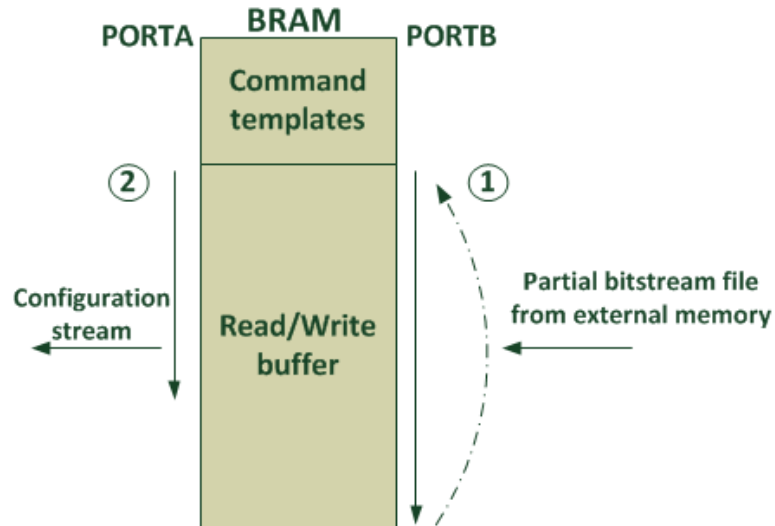 BRAM
PORTA
PORTB
Command
templates
2
1
Configuration
stream
Partial bitstream file
from external memory
Read/Write
buffer